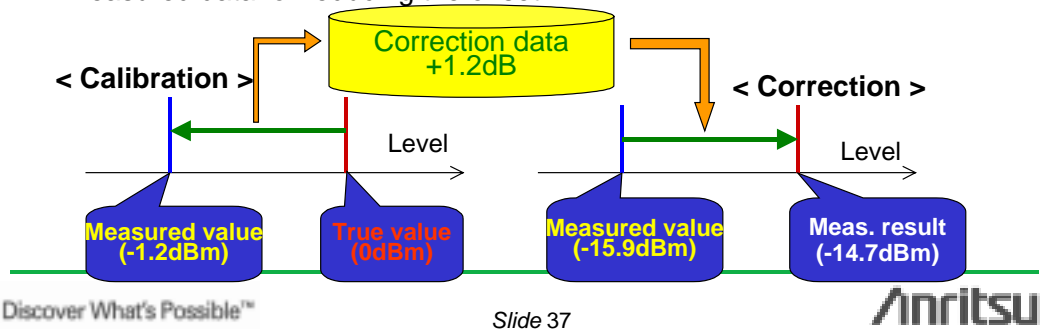 Correction data
+1.2dB
< Calibration >
< Correction >
Level
Level
Measured value
(-1.2dBm)
True value
(0dBm)
Measured value
(-15.9dBm)
Meas. result
(-14.7dBm)
Discover What's Possible™
Slide 37
Anritsu